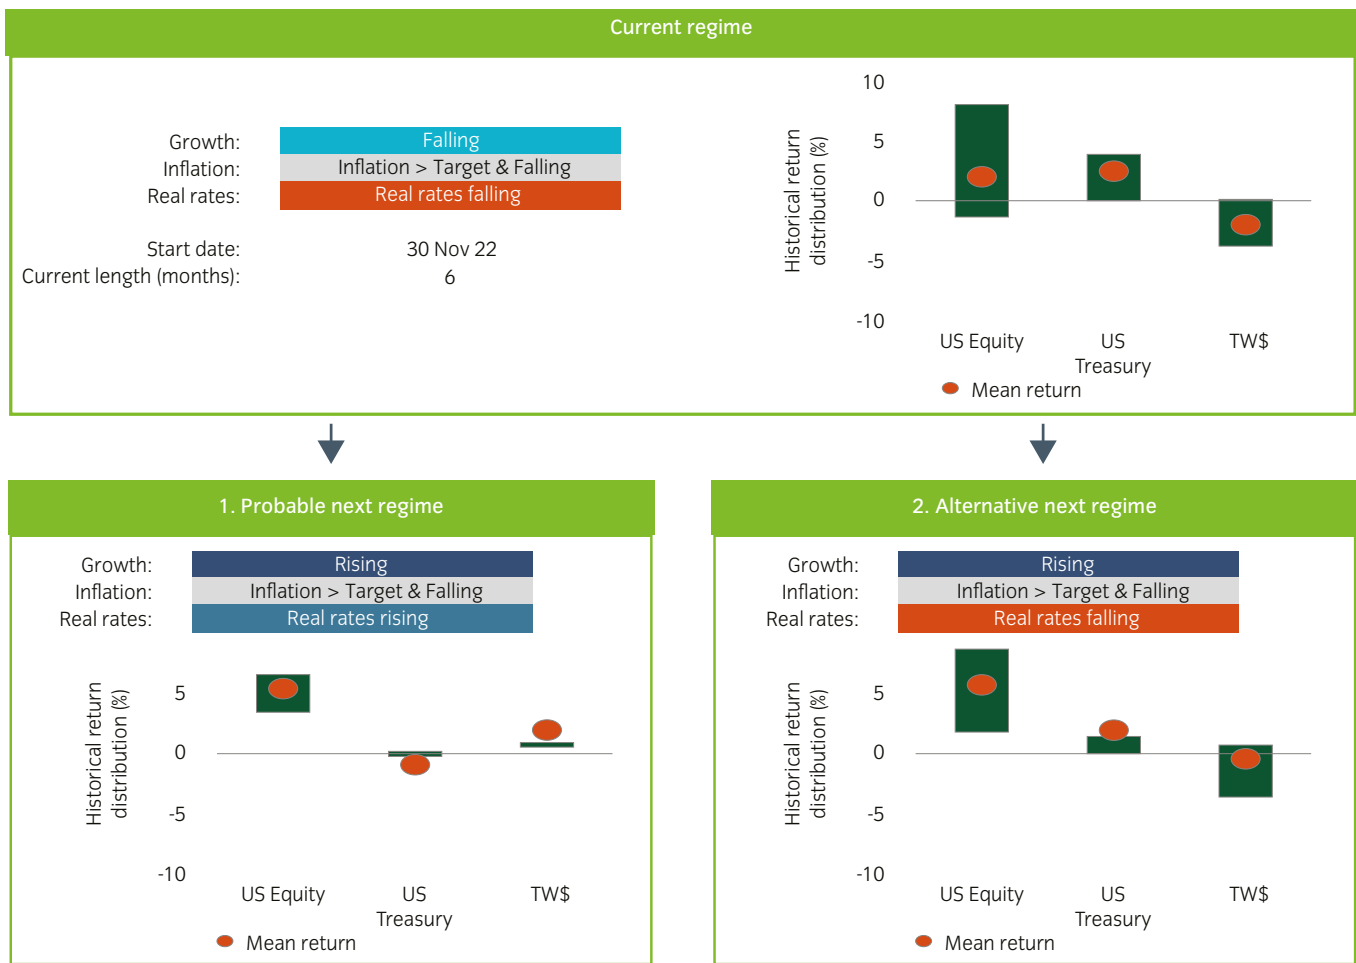 Current regime
Growth: Falling
Inflation: Inflation > Target & Falling
Real rates: Real rates falling
Start date: 30 Nov 22
Current length (months): 6
Historical return
distribution (%)
10
5
0
-5
-10
US Equity US TW$
Treasury
Mean return
1. Probable next regime
Growth: Rising
Inflation: Inflation > Target & Falling
Real rates: Real rates rising
Historical return
distribution (%)
5
0
-5
-10
US Equity US TW$
Treasury
Mean return
2. Alternative next regime
Growth: Rising
Inflation: Inflation > Target & Falling
Real rates: Real rates falling
Historical return
distribution (%)
5
0
-5
-10
US Equity US TW$
Treasury
Mean return